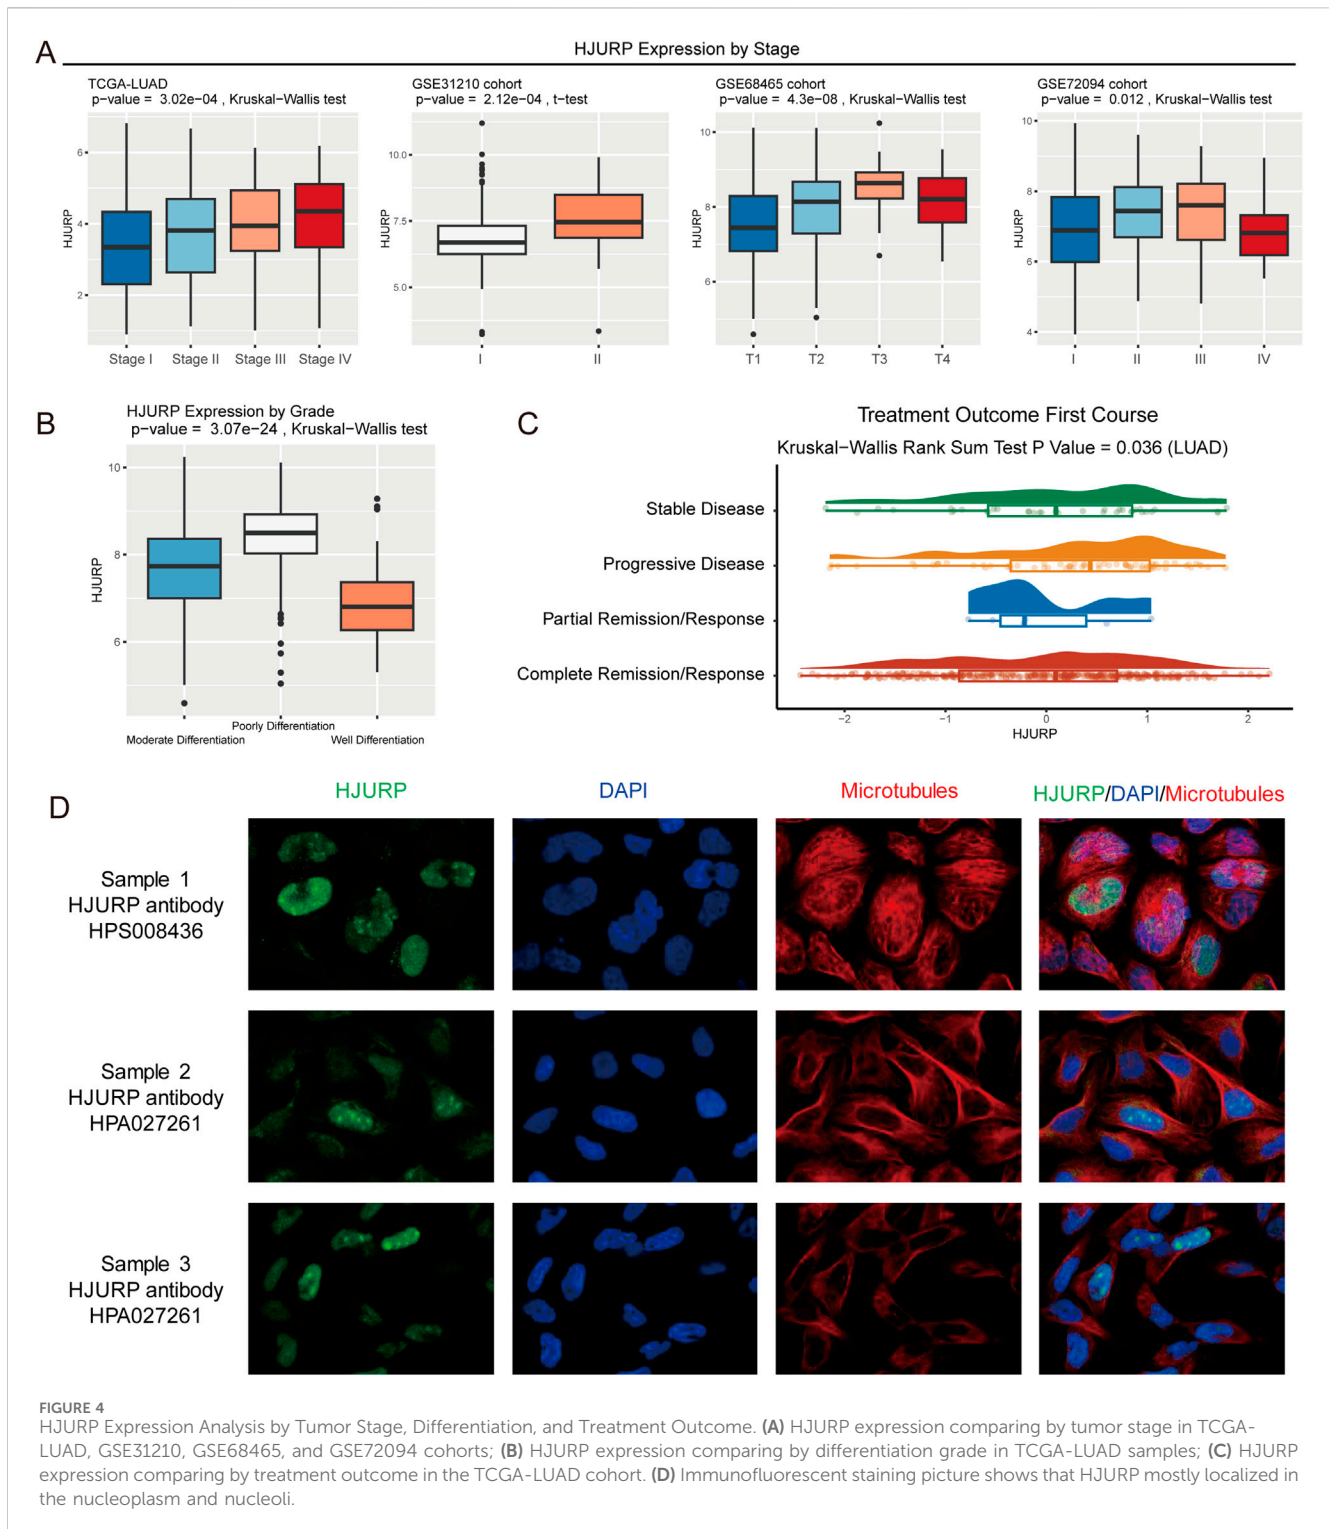 A
HJURP Expression by Stage
TCGA-LUAD
p-value = 3.02e-04 , Kruskal-Wallis test
HJURP
6
4
2
Stage I Stage II Stage III Stage IV
GSE31210 cohort
p-value = 2.12e-04 , t-test
HJURP
10.0
7.5
5.0
I II
GSE68465 cohort
p-value = 4.3e-08 , Kruskal-Wallis test
HJURP
10
8
6
T1 T2 T3 T4
GSE72094 cohort
p-value = 0.012 , Kruskal-Wallis test
HJURP
10
8
6
4
I II III IV
B
HJURP Expression by Grade
p-value = 3.07e-24 , Kruskal-Wallis test
HJURP
10
8
6
Moderate Differentiation
Poorly Differentiation
Well Differentiation
C
Treatment Outcome First Course
Kruskal-Wallis Rank Sum Test P Value = 0.036 (LUAD)
Stable Disease
Progressive Disease
Partial Remission/Response
Complete Remission/Response
-2 -1 0 1 2
HJURP
D
HJURP DAPI Microtubules HJURP/DAPI/Microtubules
Sample 1
HJURP antibody
HPS008436
Sample 2
HJURP antibody
HPA027261
Sample 3
HJURP antibody
HPA027261
FIGURE 4
HJURP Expression Analysis by Tumor Stage, Differentiation, and Treatment Outcome. (A) HJURP expression comparing by tumor stage in TCGA-
LUAD, GSE31210, GSE68465, and GSE72094 cohorts; (B) HJURP expression comparing by differentiation grade in TCGA-LUAD samples; (C) HJURP
expression comparing by treatment outcome in the TCGA-LUAD cohort. (D) Immunofluorescent staining picture shows that HJURP mostly localized in
the nucleoplasm and nucleoli.